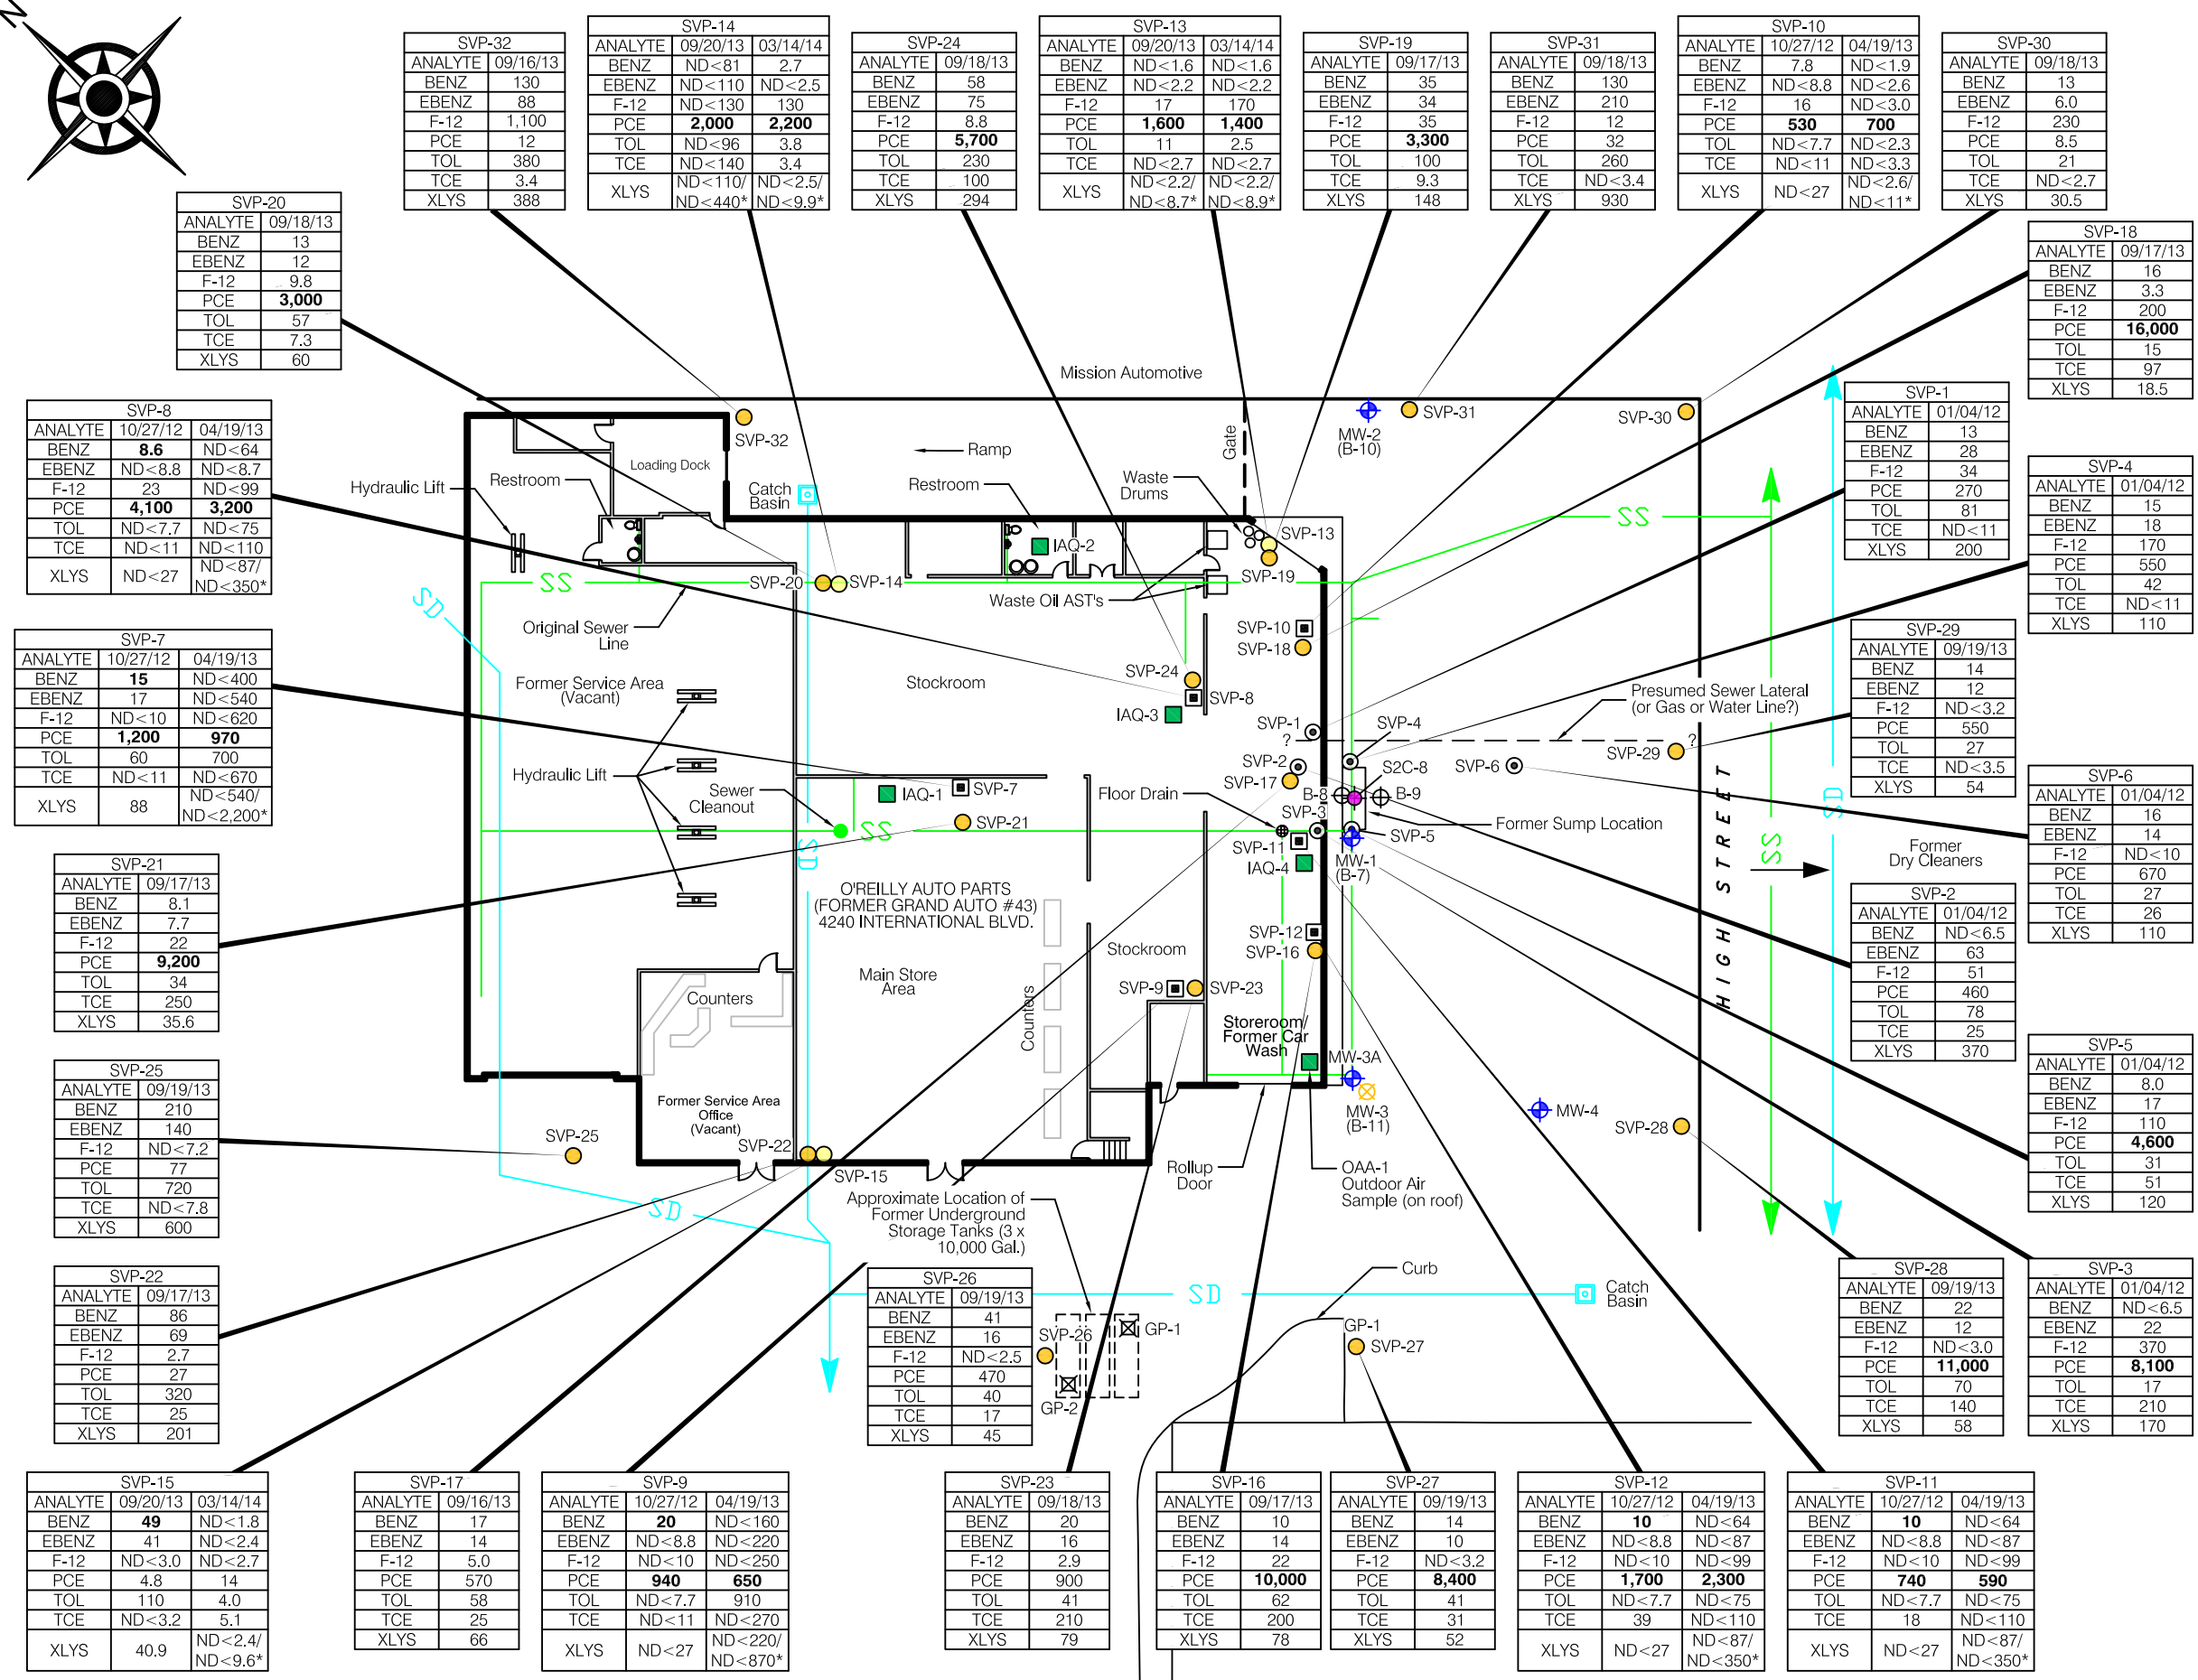 N
SVP-32
ANALYTE 09/16/13
BENZ 130
EBENZ 88
F-12 1,100
PCE 12
TOL 380
TCE 3.4
XLYS 388
SVP-14
ANALYTE 09/20/13 03/14/14
BENZ ND<81 2.7
EBENZ ND<110 ND<2.5
F-12 ND<130 130
PCE 2,000 2,200
TOL ND<96 3.8
TCE ND<140 3.4
XLYS ND<110/ ND<440* ND<2.5/ ND<9.9*
SVP-24
ANALYTE 09/18/13
BENZ 58
EBENZ 75
F-12 8.8
PCE 5,700
TOL 230
TCE 100
XLYS 294
SVP-13
ANALYTE 09/20/13 03/14/14
BENZ ND<1.6 ND<1.6
EBENZ ND<2.2 ND<2.2
F-12 17 170
PCE 1,600 1,400
TOL 11 2.5
TCE ND<2.7 ND<2.7
XLYS ND<2.2/ ND<8.7* ND<2.2/ ND<8.9*
SVP-19
ANALYTE 09/17/13
BENZ 35
EBENZ 34
F-12 35
PCE 3,300
TOL 100
TCE 9.3
XLYS 148
SVP-31
ANALYTE 09/18/13
BENZ 130
EBENZ 210
F-12 12
PCE 32
TOL 260
TCE ND<3.4
XLYS 930
SVP-10
ANALYTE 10/27/12 04/19/13
BENZ 7.8 ND<1.9
EBENZ ND<8.8 ND<2.6
F-12 16 ND<3.0
PCE 530 700
TOL ND<7.7 ND<2.3
TCE ND<11 ND<3.3
XLYS ND<27 ND<2.6/ ND<11*
SVP-30
ANALYTE 09/18/13
BENZ 13
EBENZ 6.0
F-12 230
PCE 8.5
TOL 21
TCE ND<2.7
XLYS 30.5
SVP-20
ANALYTE 09/18/13
BENZ 13
EBENZ 12
F-12 9.8
PCE 3,000
TOL 57
TCE 7.3
XLYS 60
SVP-18
ANALYTE 09/17/13
BENZ 16
EBENZ 3.3
F-12 200
PCE 16,000
TOL 15
TCE 97
XLYS 18.5
SVP-8
ANALYTE 10/27/12 04/19/13
BENZ 8.6 ND<64
EBENZ ND<8.8 ND<8.7
F-12 23 ND<99
PCE 4,100 3,200
TOL ND<7.7 ND<75
TCE ND<11 ND<110
XLYS ND<27 ND<87/ ND<350*
SVP-1
ANALYTE 01/04/12
BENZ 13
EBENZ 28
F-12 34
PCE 270
TOL 81
TCE ND<11
XLYS 200
SVP-4
ANALYTE 01/04/12
BENZ 15
EBENZ 18
F-12 170
PCE 550
TOL 42
TCE ND<11
XLYS 110
SVP-7
ANALYTE 10/27/12 04/19/13
BENZ 15 ND<400
EBENZ 17 ND<540
F-12 ND<10 ND<620
PCE 1,200 970
TOL 60 700
TCE ND<11 ND<670
XLYS 88 ND<540/ ND<2,200*
SVP-29
ANALYTE 09/19/13
BENZ 14
EBENZ 12
F-12 ND<3.2
PCE 550
TOL 27
TCE ND<3.5
XLYS 54
SVP-6
ANALYTE 01/04/12
BENZ 16
EBENZ 14
F-12 ND<10
PCE 670
TOL 27
TCE 26
XLYS 110
SVP-21
ANALYTE 09/17/13
BENZ 8.1
EBENZ 7.7
F-12 22
PCE 9,200
TOL 34
TCE 250
XLYS 35.6
SVP-2
ANALYTE 01/04/12
BENZ ND<6.5
EBENZ 63
F-12 51
PCE 460
TOL 78
TCE 25
XLYS 370
SVP-25
ANALYTE 09/19/13
BENZ 210
EBENZ 140
F-12 ND<7.2
PCE 77
TOL 720
TCE ND<7.8
XLYS 600
SVP-5
ANALYTE 01/04/12
BENZ 8.0
EBENZ 17
F-12 110
PCE 4,600
TOL 31
TCE 51
XLYS 120
SVP-22
ANALYTE 09/17/13
BENZ 86
EBENZ 69
F-12 2.7
PCE 27
TOL 320
TCE 25
XLYS 201
SVP-26
ANALYTE 09/19/13
BENZ 41
EBENZ 16
F-12 ND<2.5
PCE 470
TOL 40
TCE 17
XLYS 45
SVP-28
ANALYTE 09/19/13
BENZ 22
EBENZ 12
F-12 ND<3.0
PCE 11,000
TOL 70
TCE 140
XLYS 58
SVP-3
ANALYTE 01/04/12
BENZ ND<6.5
EBENZ 22
F-12 370
PCE 8,100
TOL 17
TCE 210
XLYS 170
SVP-15
ANALYTE 09/20/13 03/14/14
BENZ 49 ND<1.8
EBENZ 41 ND<2.4
F-12 ND<3.0 ND<2.7
PCE 4.8 14
TOL 110 4.0
TCE ND<3.2 5.1
XLYS 40.9 ND<2.4/ ND<9.6*
SVP-17
ANALYTE 09/16/13
BENZ 17
EBENZ 14
F-12 5.0
PCE 570
TOL 58
TCE 25
XLYS 66
SVP-9
ANALYTE 10/27/12 04/19/13
BENZ 20 ND<160
EBENZ ND<8.8 ND<220
F-12 ND<10 ND<250
PCE 940 650
TOL ND<7.7 910
TCE ND<11 ND<270
XLYS ND<27 ND<220/ ND<870*
SVP-23
ANALYTE 09/18/13
BENZ 20
EBENZ 16
F-12 2.9
PCE 900
TOL 41
TCE 210
XLYS 79
SVP-16
ANALYTE 09/17/13
BENZ 10
EBENZ 14
F-12 22
PCE 10,000
TOL 62
TCE 200
XLYS 78
SVP-27
ANALYTE 09/19/13
BENZ 14
EBENZ 10
F-12 ND<3.2
PCE 8,400
TOL 41
TCE 31
XLYS 52
SVP-12
ANALYTE 10/27/12 04/19/13
BENZ 10 ND<64
EBENZ ND<8.8 ND<87
F-12 ND<10 ND<99
PCE 1,700 2,300
TOL ND<7.7 ND<75
TCE 39 ND<110
XLYS ND<27 ND<87/ ND<350*
SVP-11
ANALYTE 10/27/12 04/19/13
BENZ 10 ND<64
EBENZ ND<8.8 ND<87
F-12 ND<10 ND<99
PCE 740 590
TOL ND<7.7 ND<75
TCE 18 ND<110
XLYS ND<27 ND<87/ ND<350*
Mission Automotive
SVP-32
Ramp
Gate
MW-2
(B-10)
SVP-31
SVP-30
Loading Dock
Hydraulic Lift
Restroom
Catch
Basin
Restroom
Waste
Drums
SS
IAQ-2
SVP-13
SVP-19
SVP-20
SVP-14
SS
SD
Waste Oil AST's
Original Sewer
Line
SVP-10
SVP-18
Former Service Area
(Vacant)
Stockroom
SVP-24
SVP-8
IAQ-3
Presumed Sewer Lateral
(or Gas or Water Line?)
SVP-1
SVP-4
?
?
SVP-29
SVP-2
S2C-8
SVP-6
SVP-17
Hydraulic Lift
Sewer
Cleanout
IAQ-1
SVP-7
Floor Drain
B-8
B-9
SVP-21
SVP-3
Former Sump Location
SS
SD
SVP-5
SVP-11
IAQ-4
MW-1
(B-7)
SS
SD
HIGH STREET
Former
Dry Cleaners
O'REILLY AUTO PARTS
(FORMER GRAND AUTO #43)
4240 INTERNATIONAL BLVD.
SVP-12
SVP-16
Stockroom
Main Store
Area
Counters
Counters
SVP-9
SVP-23
Storeroom/
Former Car
Wash
MW-3A
MW-3
(B-11)
MW-4
SVP-28
Former Service Area
Office
(Vacant)
SVP-25
SVP-22
SVP-15
Rollup
Door
OAA-1
Outdoor Air
Sample (on roof)
Approximate Location of
Former Underground
Storage Tanks (3 x
10,000 Gal.)
SD
SD
Curb
Catch
Basin
SVP-26
GP-1
GP-2
GP-1
SVP-27